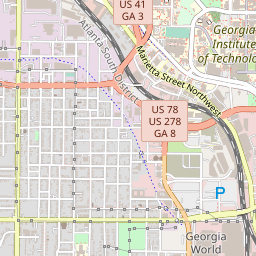 US 41
GA 3
Georgia
Institute
of Technolo
Marietta Street Northwest
Atlanta South District
US 78
US 278
GA 8
P
Georgia
World